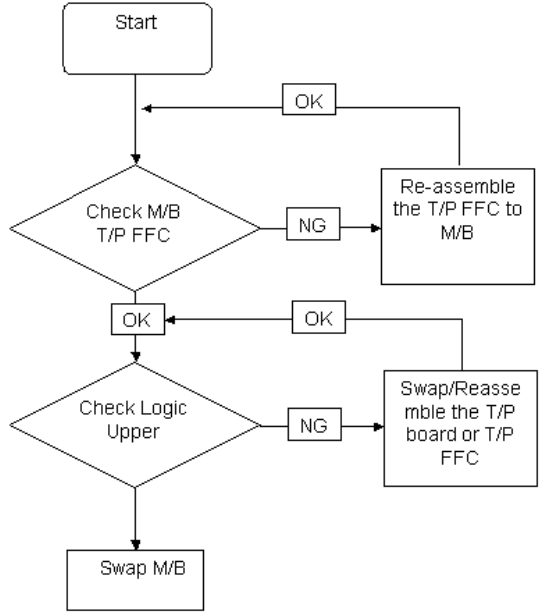 Start
OK
Check M/B
T/P FFC
NG
Re-assemble
the T/P FFC to
M/B
OK
OK
Check Logic
Upper
NG
Swap/Reasse
mble the T/P
board or T/P
FFC
Swap M/B